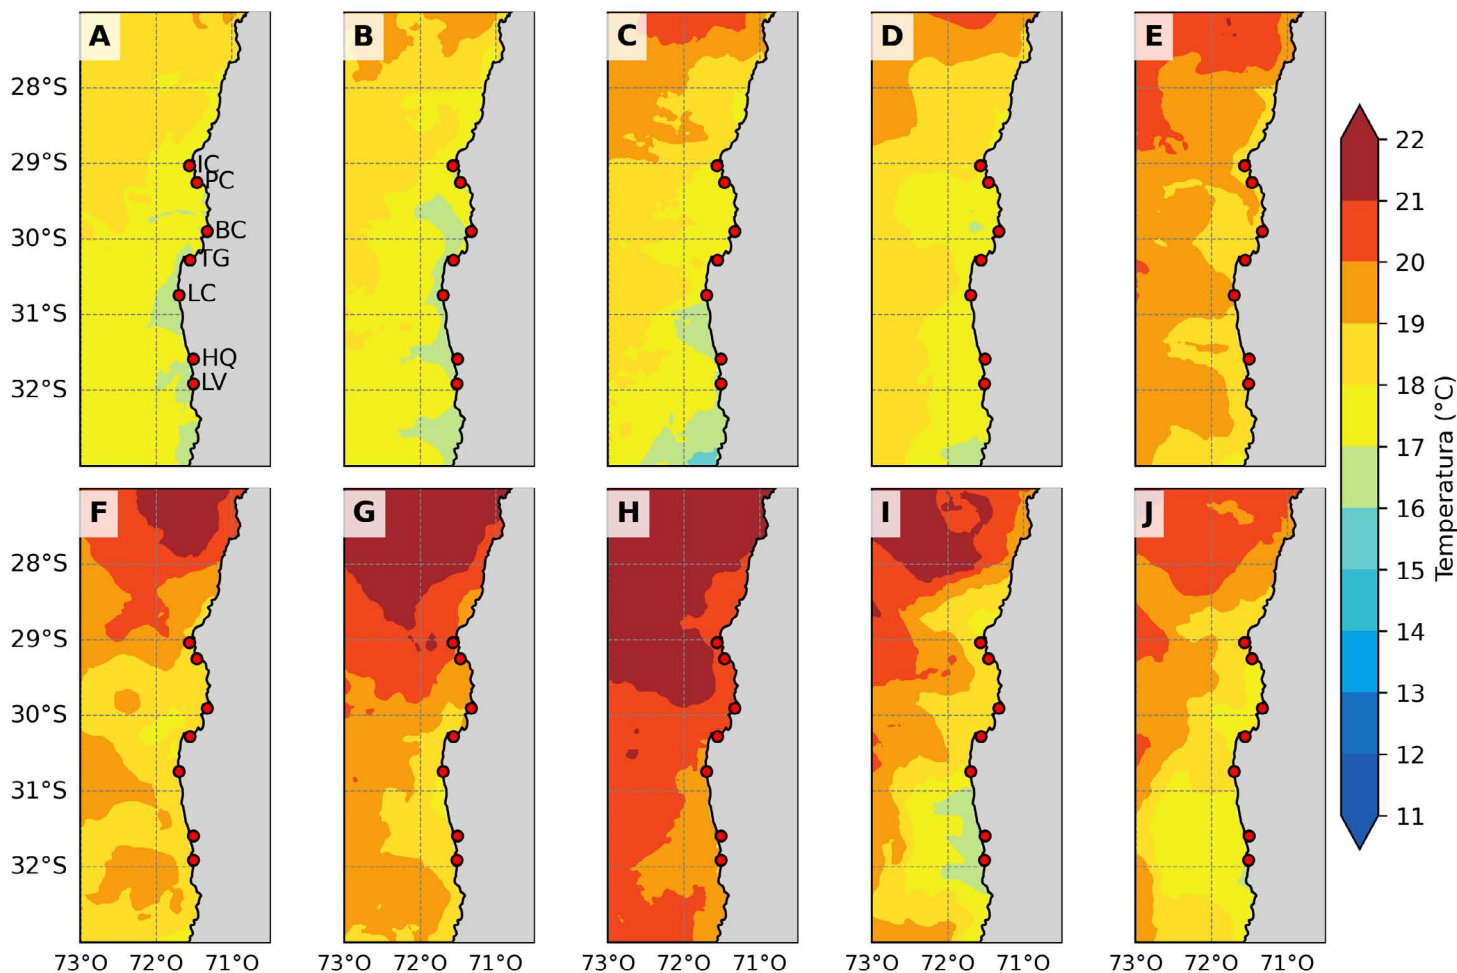 A
B
C
D
E
28°S
29°S
30°S
31°S
32°S
IC
PC
BC
TG
LC
HQ
LV
F
G
H
I
J
28°S
29°S
30°S
31°S
32°S
73°O 72°O 71°O
73°O 72°O 71°O
73°O 72°O 71°O
73°O 72°O 71°O
73°O 72°O 71°O
22
21
20
19
18
17
16
15
14
13
12
11
Temperatura (°C)